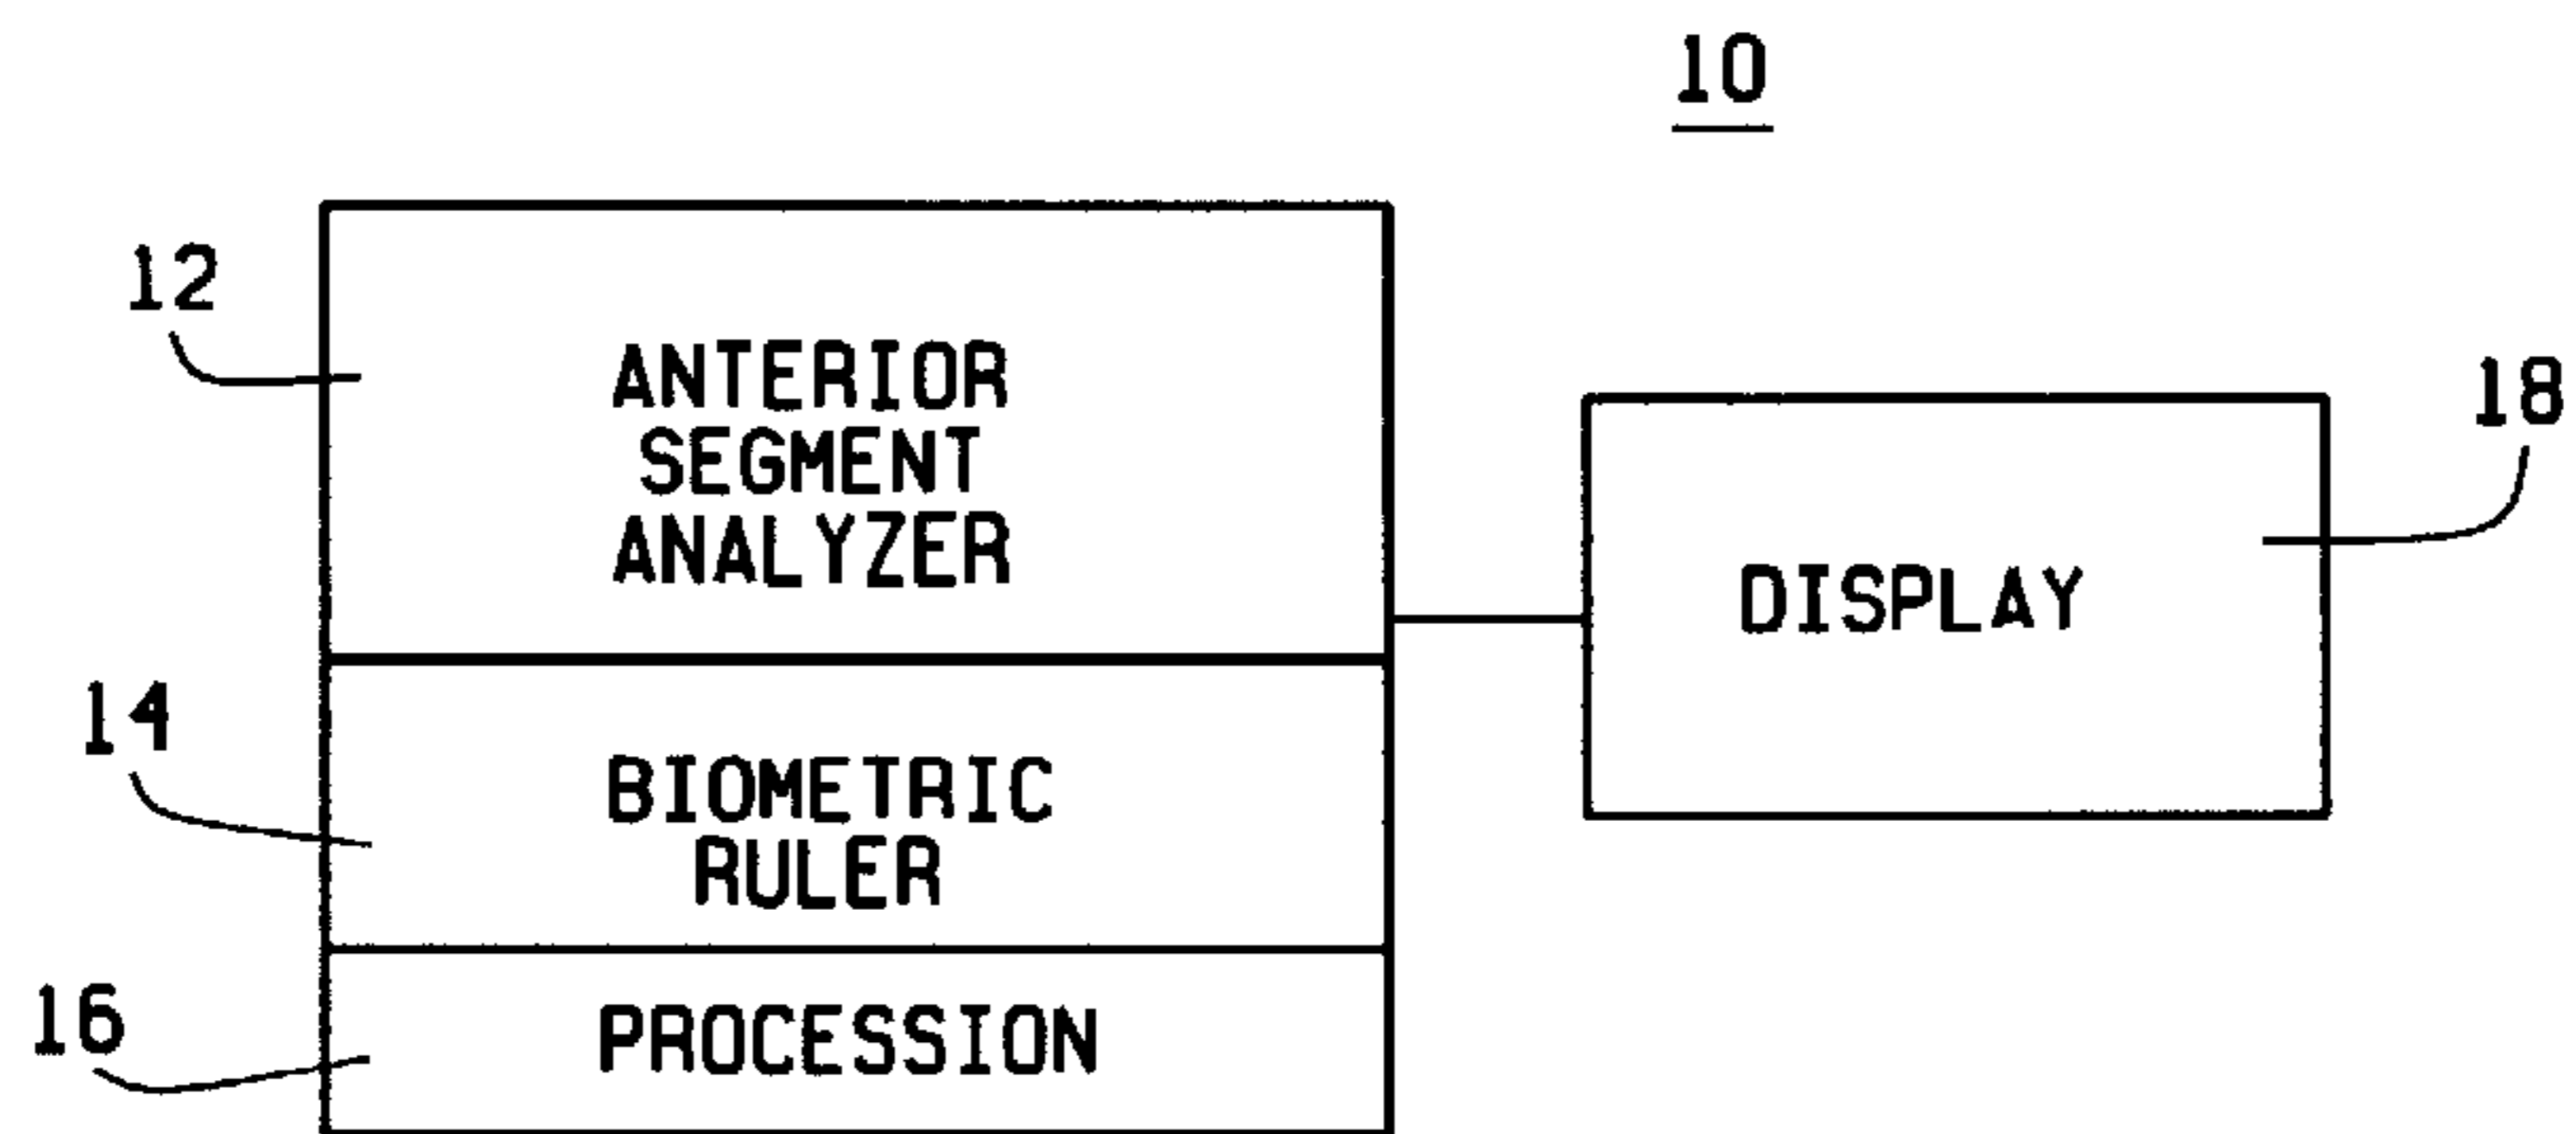 10
12
ANTERIOR
SEGMENT
ANALYZER
18
DISPLAY
14
BIOMETRIC
RULER
16
PROCESSION